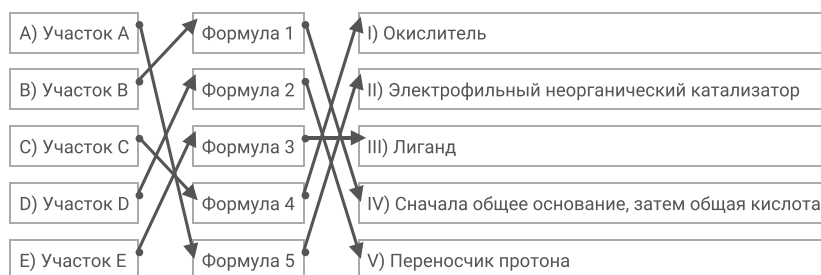 A) Участок A Формула 1 I) Окислитель
B) Участок B Формула 2 II) Электрофильный неорганический катализатор
C) Участок C Формула 3 III) Лиганд
D) Участок D Формула 4 IV) Сначала общее основание, затем общая кислота
E) Участок E Формула 5 V) Переносчик протона